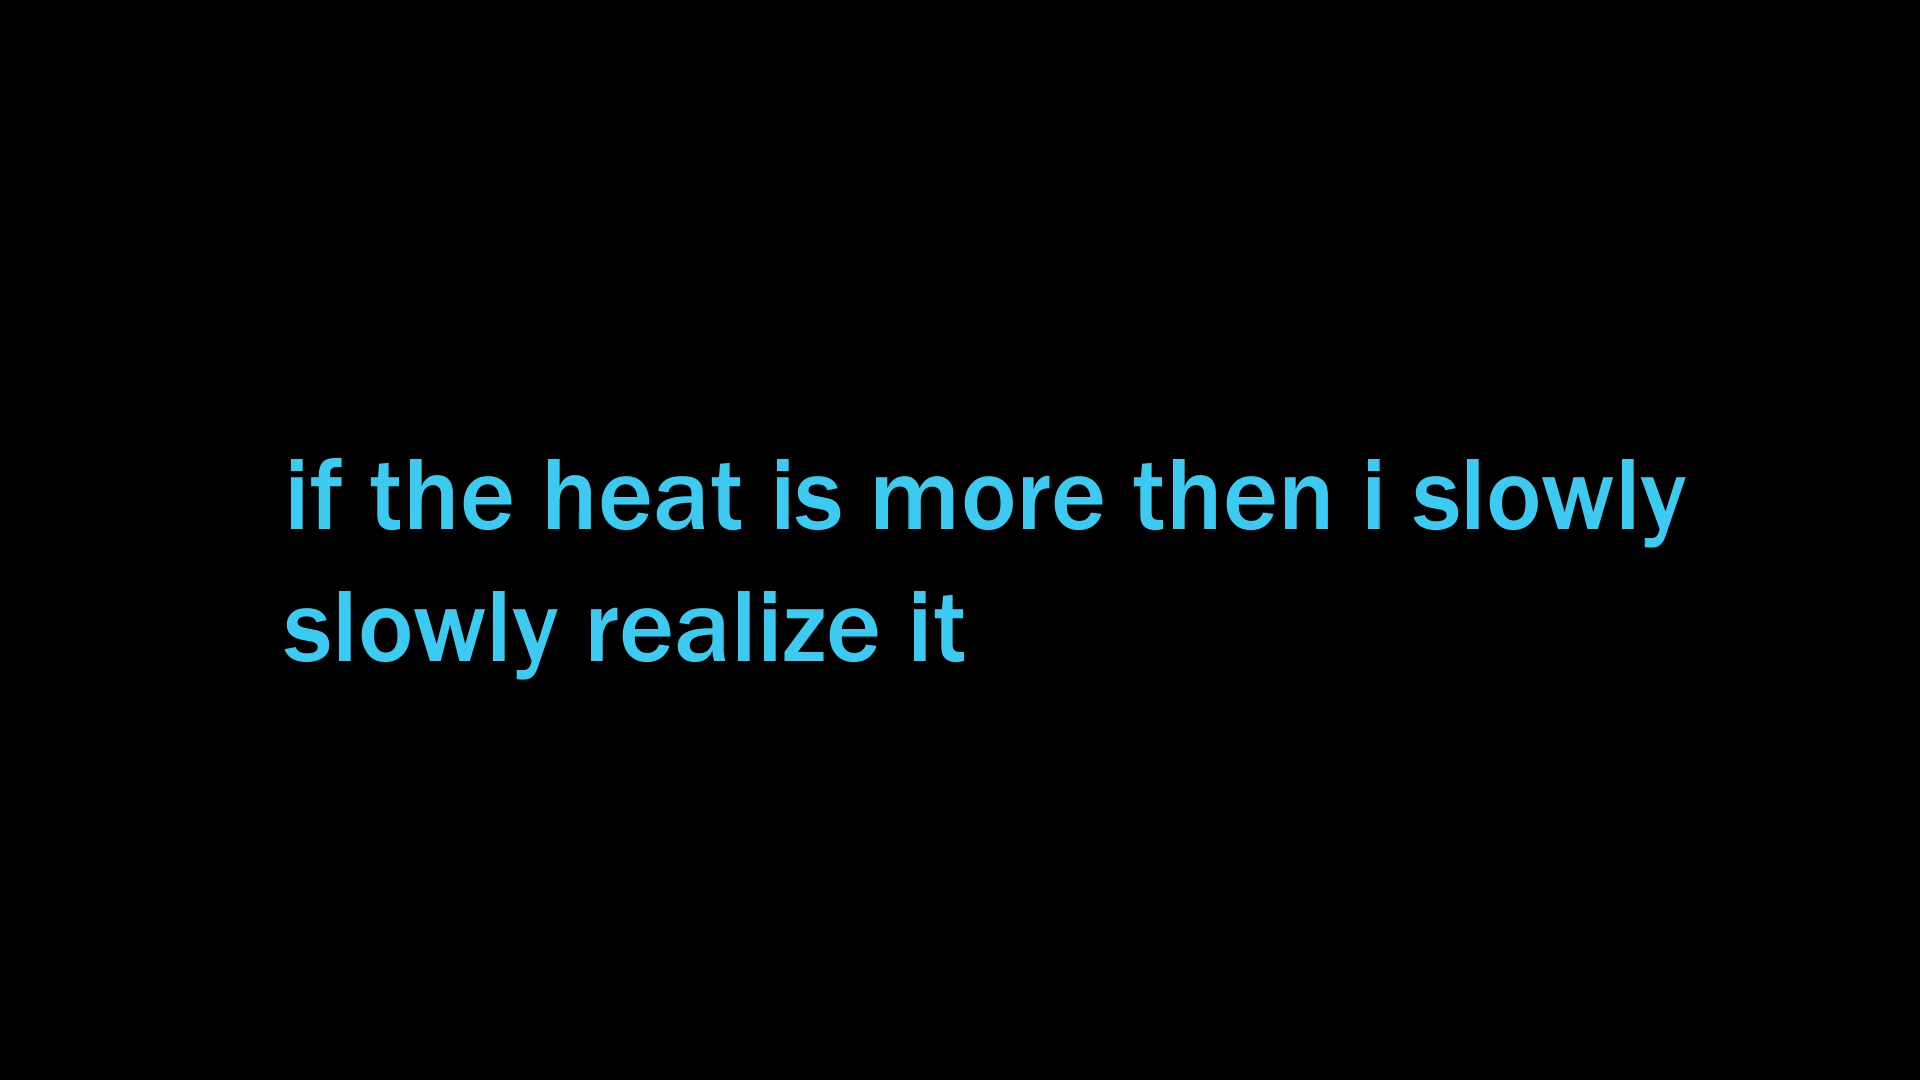 if the heat is more then i slowly
slowly realize it